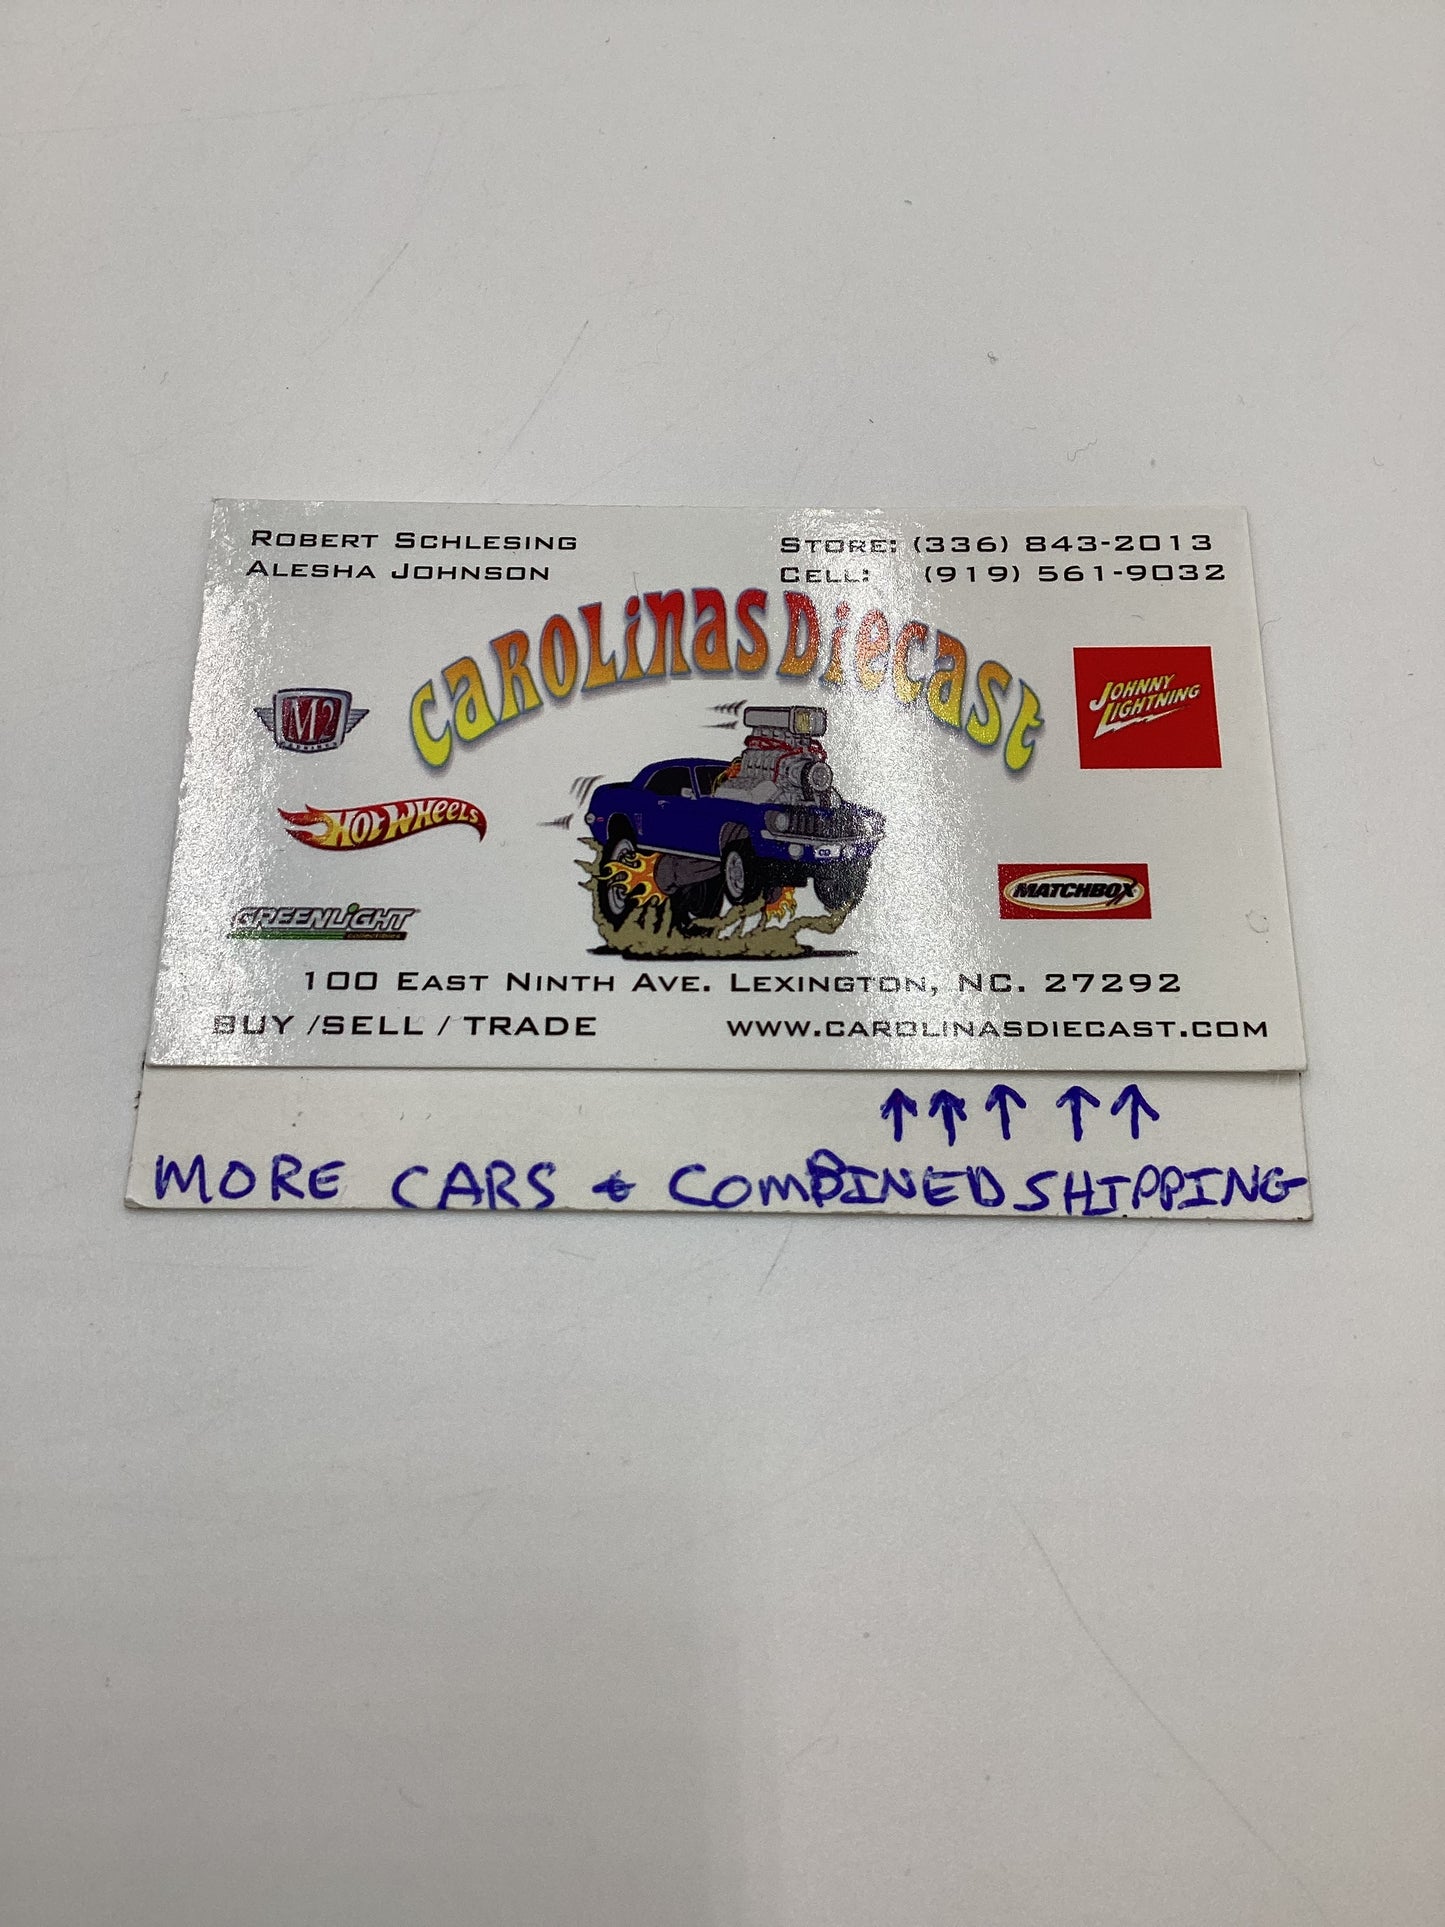 ROBERT SCHLESING
ALESHA JOHNSON
STORE: (336) 843-2013
CELL: (919) 561-9032
CAROLiNAS DiECAST
M2
MACHINES
JOHNNY
LIGHTNING
HOT WHEELS
MATCHBOX
GREENLiGHT
COLLECTIBLES
100 EAST NINTH AVE. LEXINGTON, NC. 27292
BUY /SELL / TRADE
WWW.CAROLINASDIECAST.COM
↑ ↑ ↑ ↑ ↑
MORE CARS & COMBINED SHIPPING